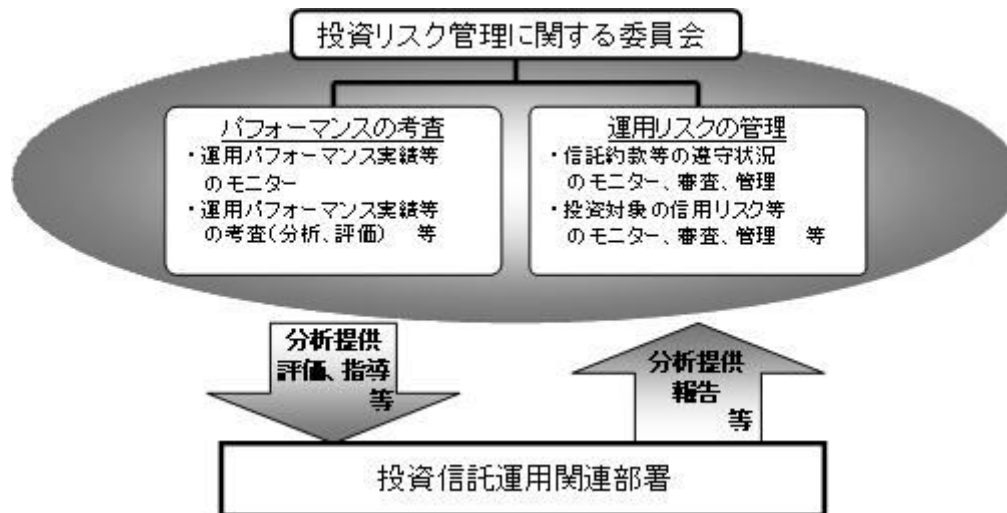 投資リスク管理に関する委員会
パフォーマンスの考査
・運用パフォーマンス実績等
のモニター
・運用パフォーマンス実績等
の考査(分析、評価) 等
運用リスクの管理
・信託約款等の遵守状況
のモニター、審査、管理
・投資対象の信用リスク等
のモニター、審査、管理 等
分析提供
評価、指導
等
分析提供
報告
等
投資信託運用関連部署